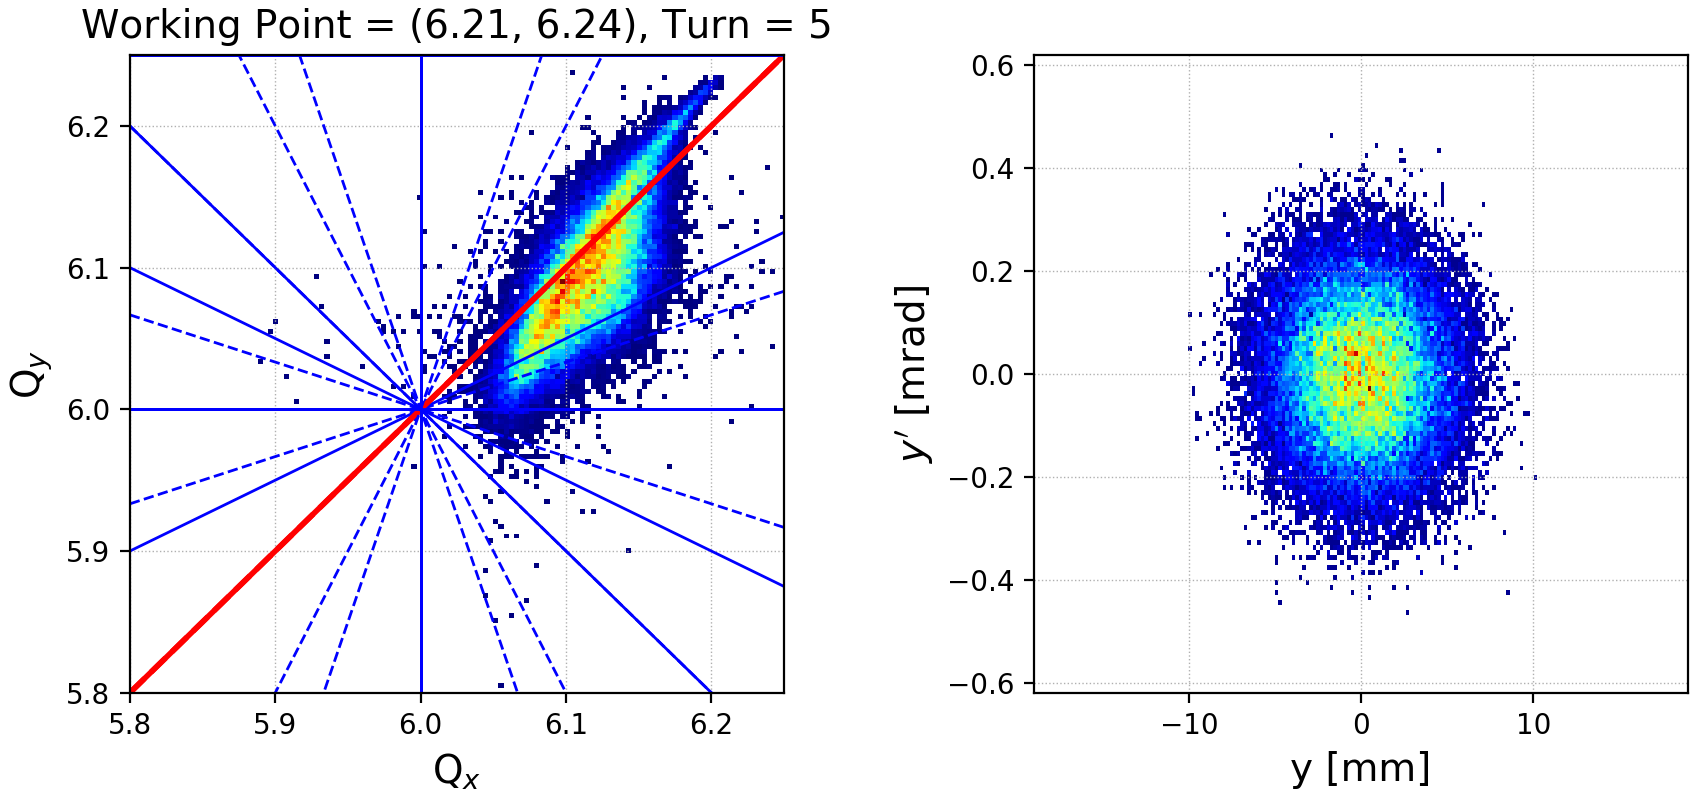 Working Point = (6.21, 6.24), Turn = 5
6.2
6.1
6.0
5.9
5.8
Qy
5.8 5.9 6.0 6.1 6.2
Qx
0.6
0.4
0.2
0.0
−0.2
−0.4
−0.6
y′ [mrad]
−10 0 10
y [mm]